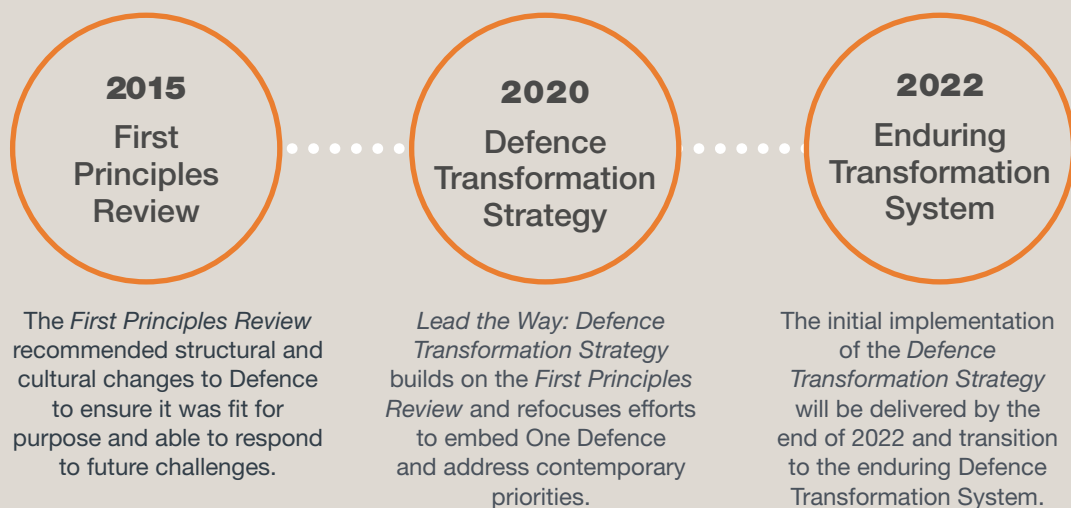 2015
First
Principles
Review
The First Principles Review
recommended structural and
cultural changes to Defence
to ensure it was fit for
purpose and able to respond
to future challenges.
2020
Defence
Transformation
Strategy
Lead the Way: Defence
Transformation Strategy
builds on the First Principles
Review and refocuses efforts
to embed One Defence
and address contemporary
priorities.
2022
Enduring
Transformation
System
The initial implementation
of the Defence
Transformation Strategy
will be delivered by the
end of 2022 and transition
to the enduring Defence
Transformation System.